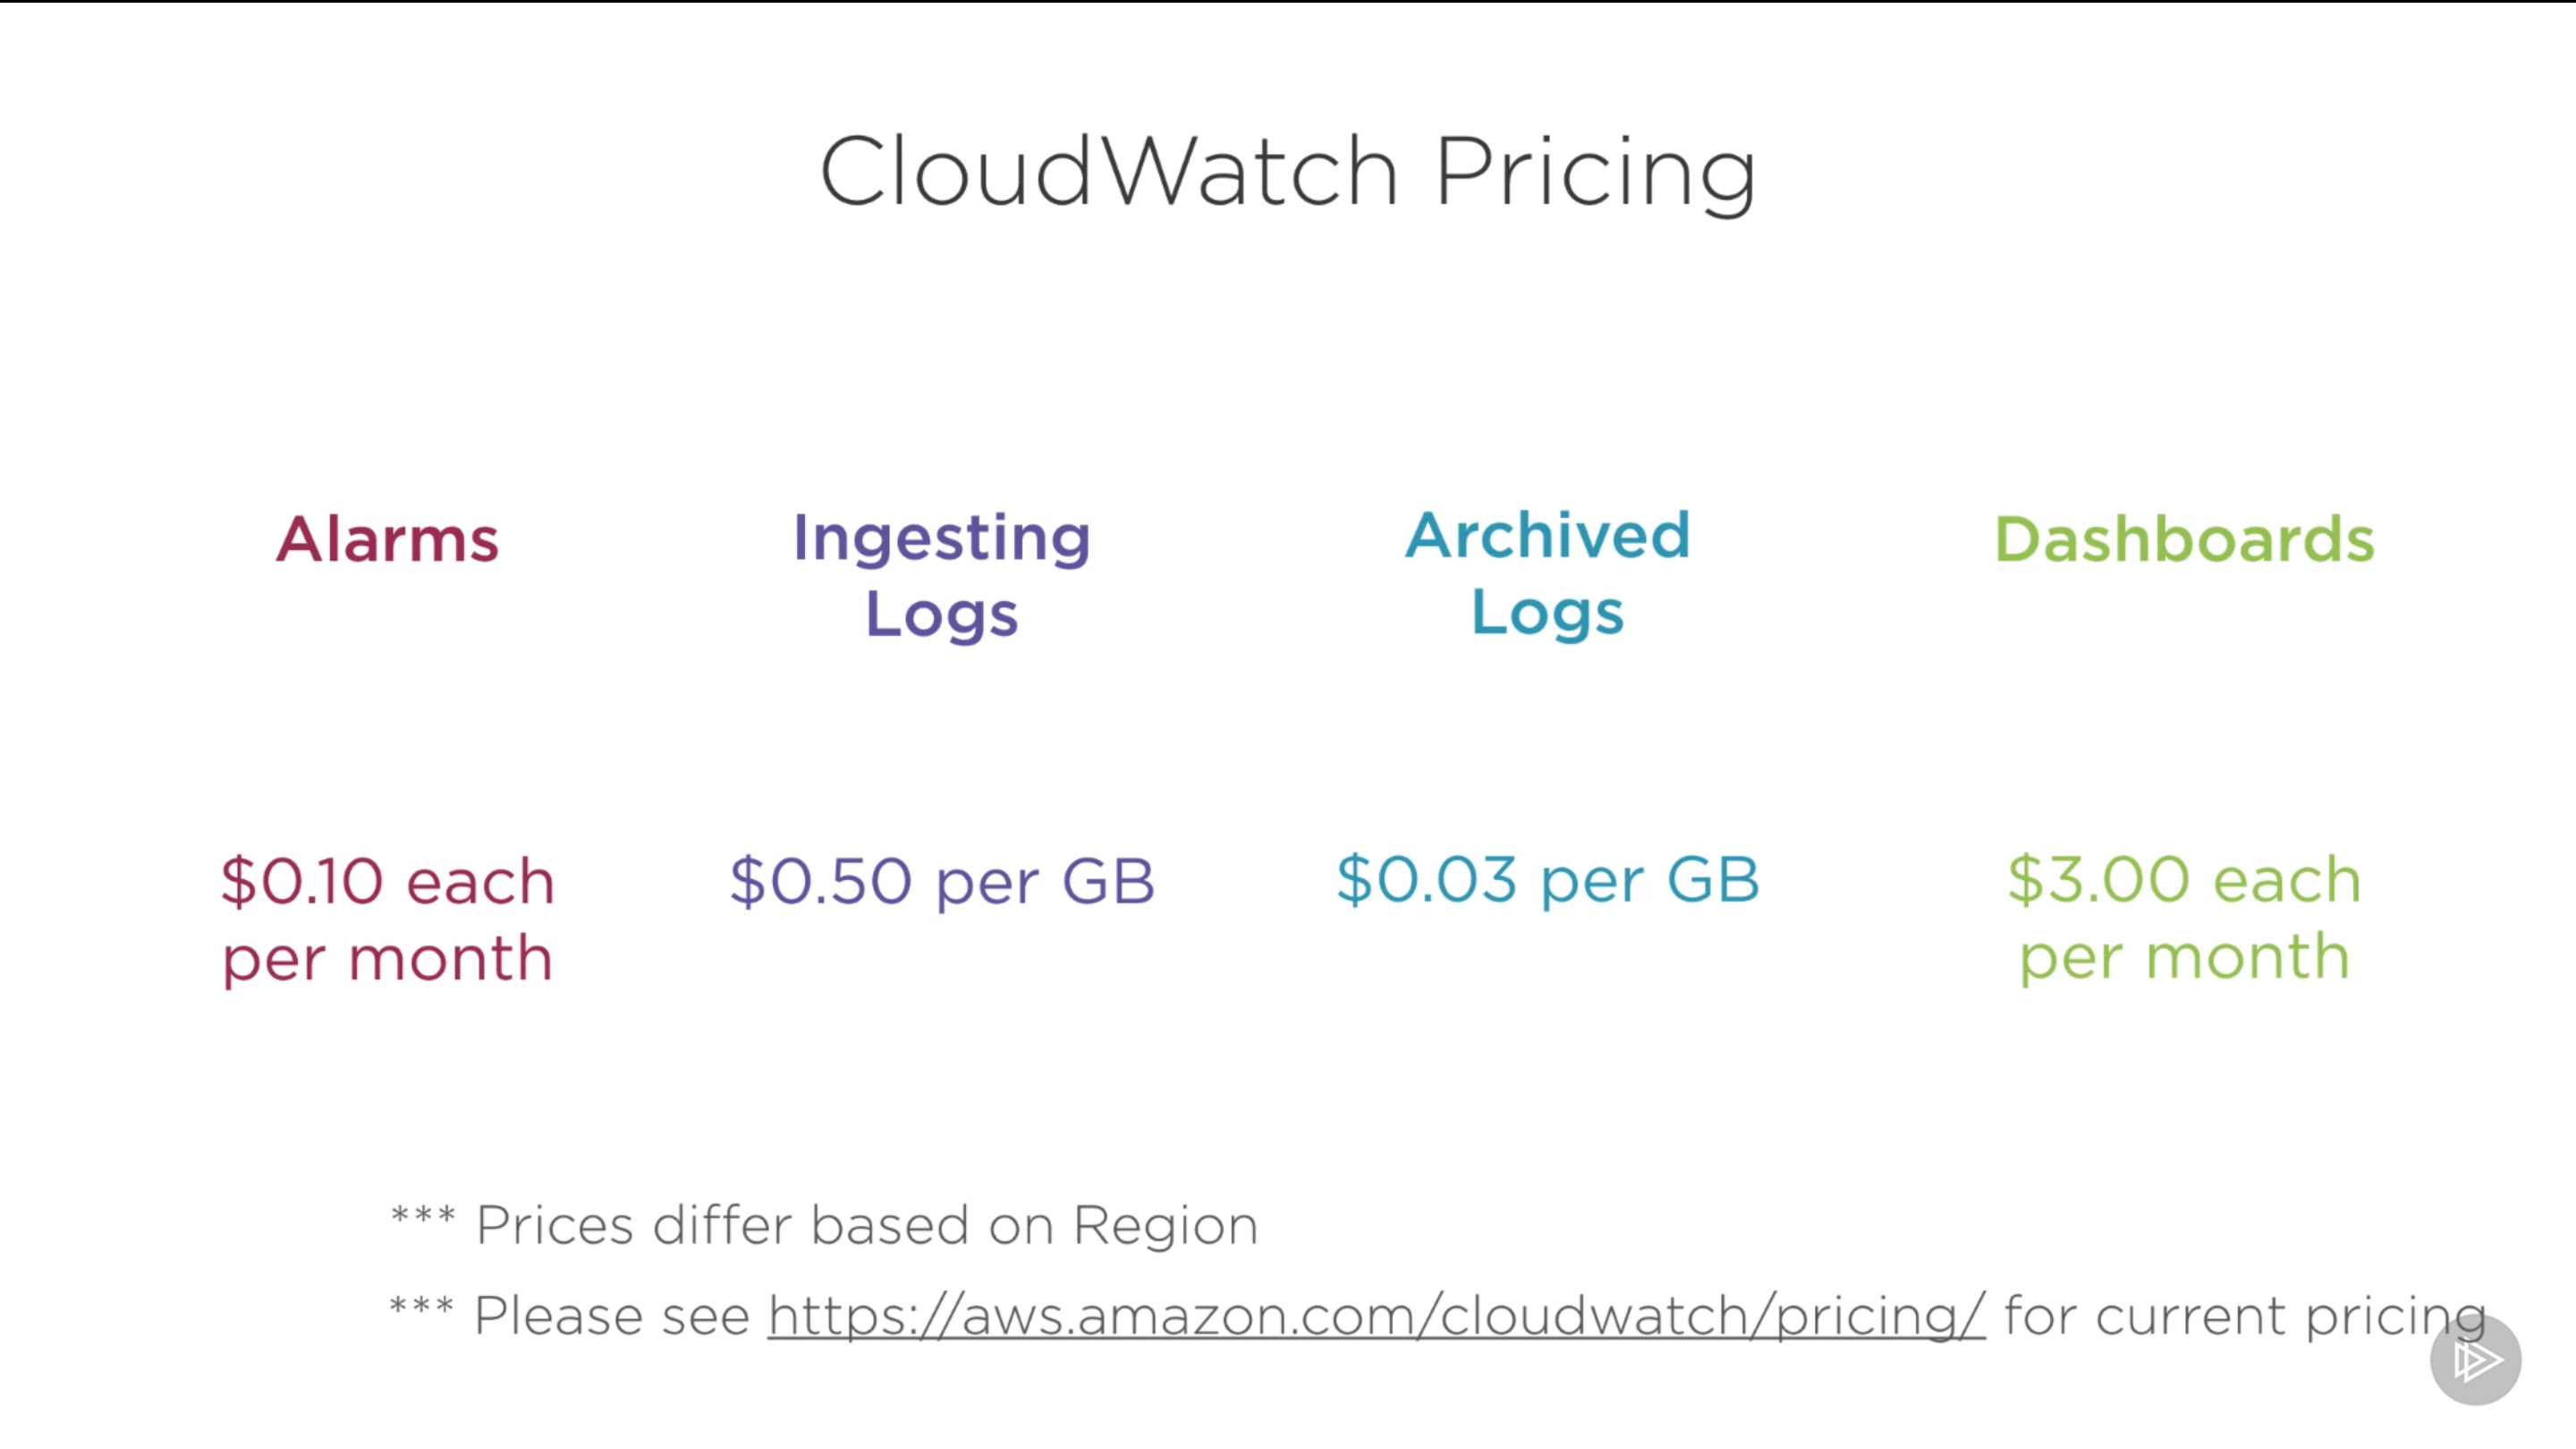 CloudWatch Pricing
Alarms
Ingesting
Logs
Archived
Logs
Dashboards
$0.10 each
per month
$0.50 per GB
$0.03 per GB
$3.00 each
per month
*** Prices differ based on Region
*** Please see https://aws.amazon.com/cloudwatch/pricing/ for current pricing